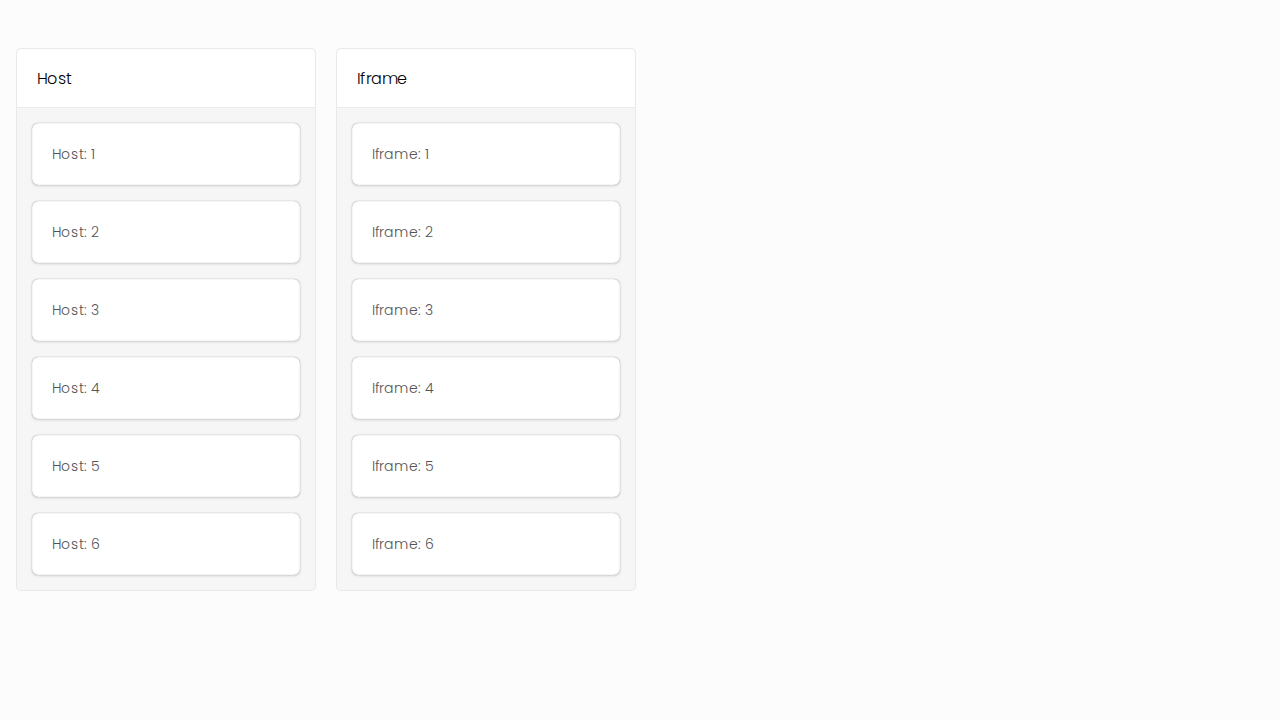 Host
Host: 1
Host: 2
Host: 3
Host: 4
Host: 5
Host: 6
Iframe
Iframe: 1
Iframe: 2
Iframe: 3
Iframe: 4
Iframe: 5
Iframe: 6